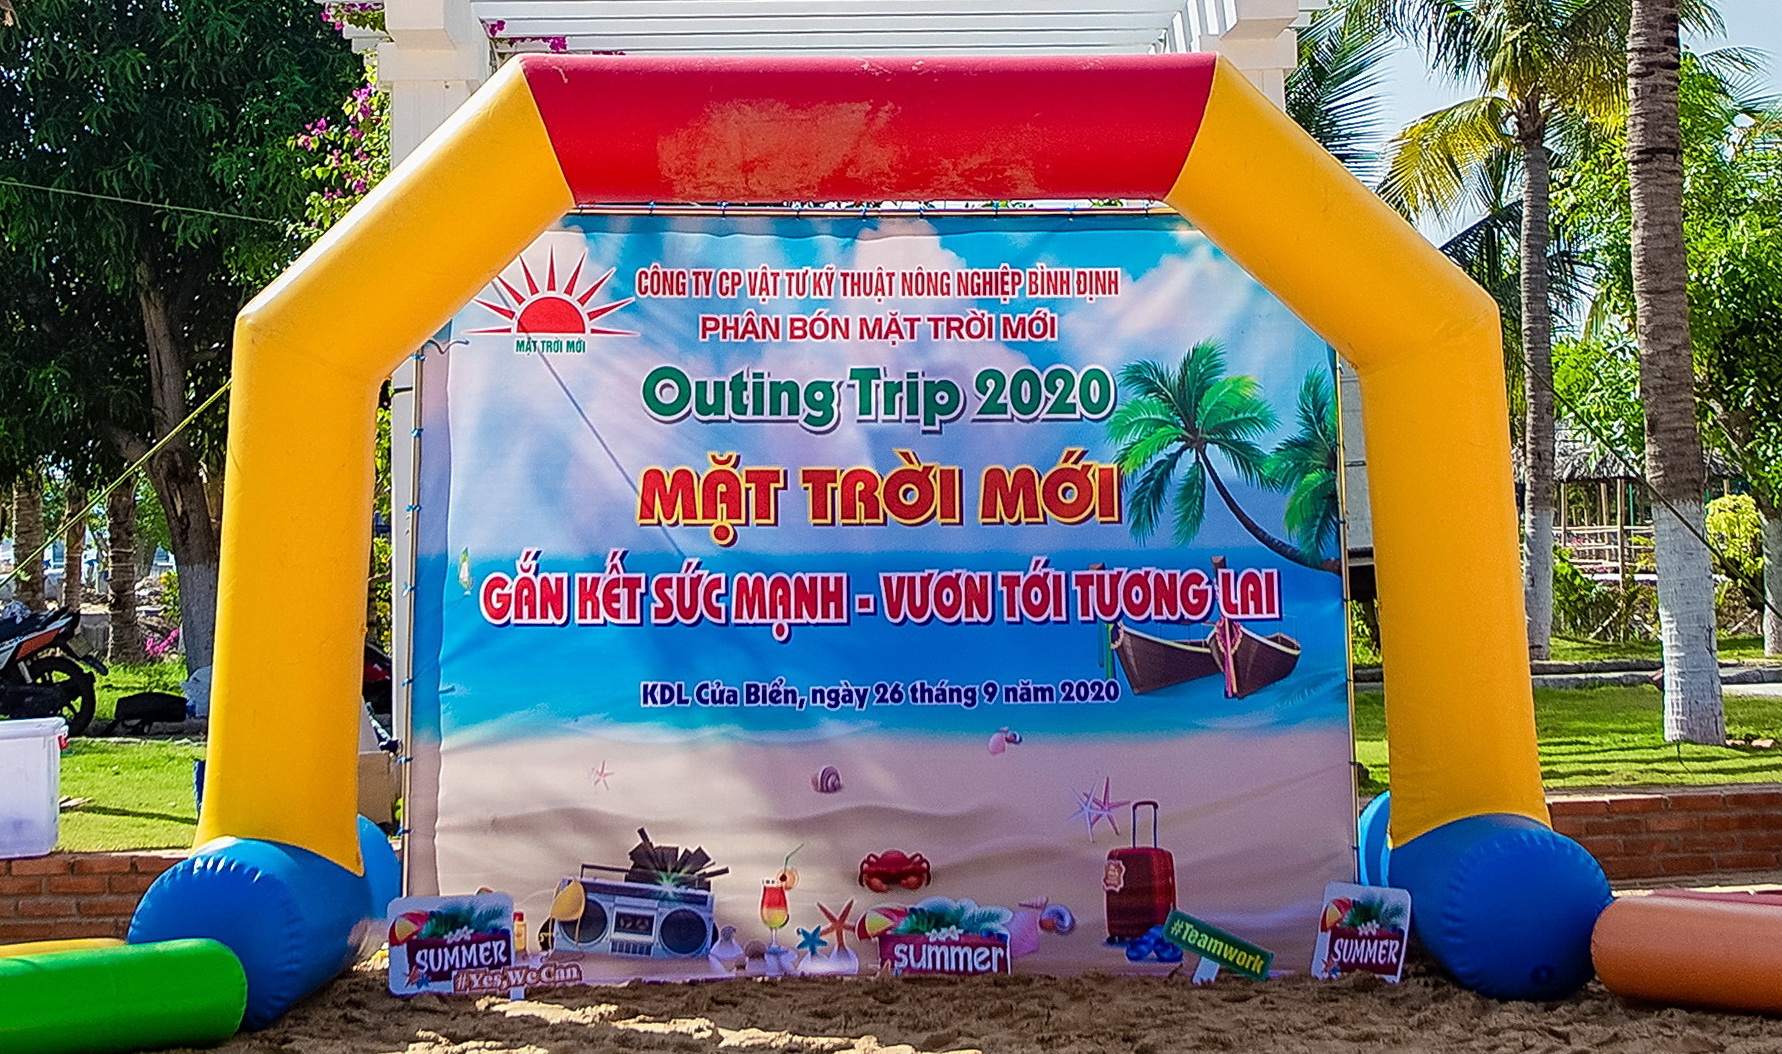 CÔNG TY CP VẬT TƯ KỸ THUẬT NÔNG NGHIỆP BÌNH ĐỊNH
PHÂN BÓN MẶT TRỜI MỚI
MẶT TRỜI MỚI
Outing Trip 2020
MẶT TRỜI MỚI
GẮN KẾT SỨC MẠNH - VƯƠN TỚI TƯƠNG LAI
KDL Cửa Biển, ngày 26 tháng 9 năm 2020
SUMMER
#Yes, We Can
summer
#Teamwork
SUMMER